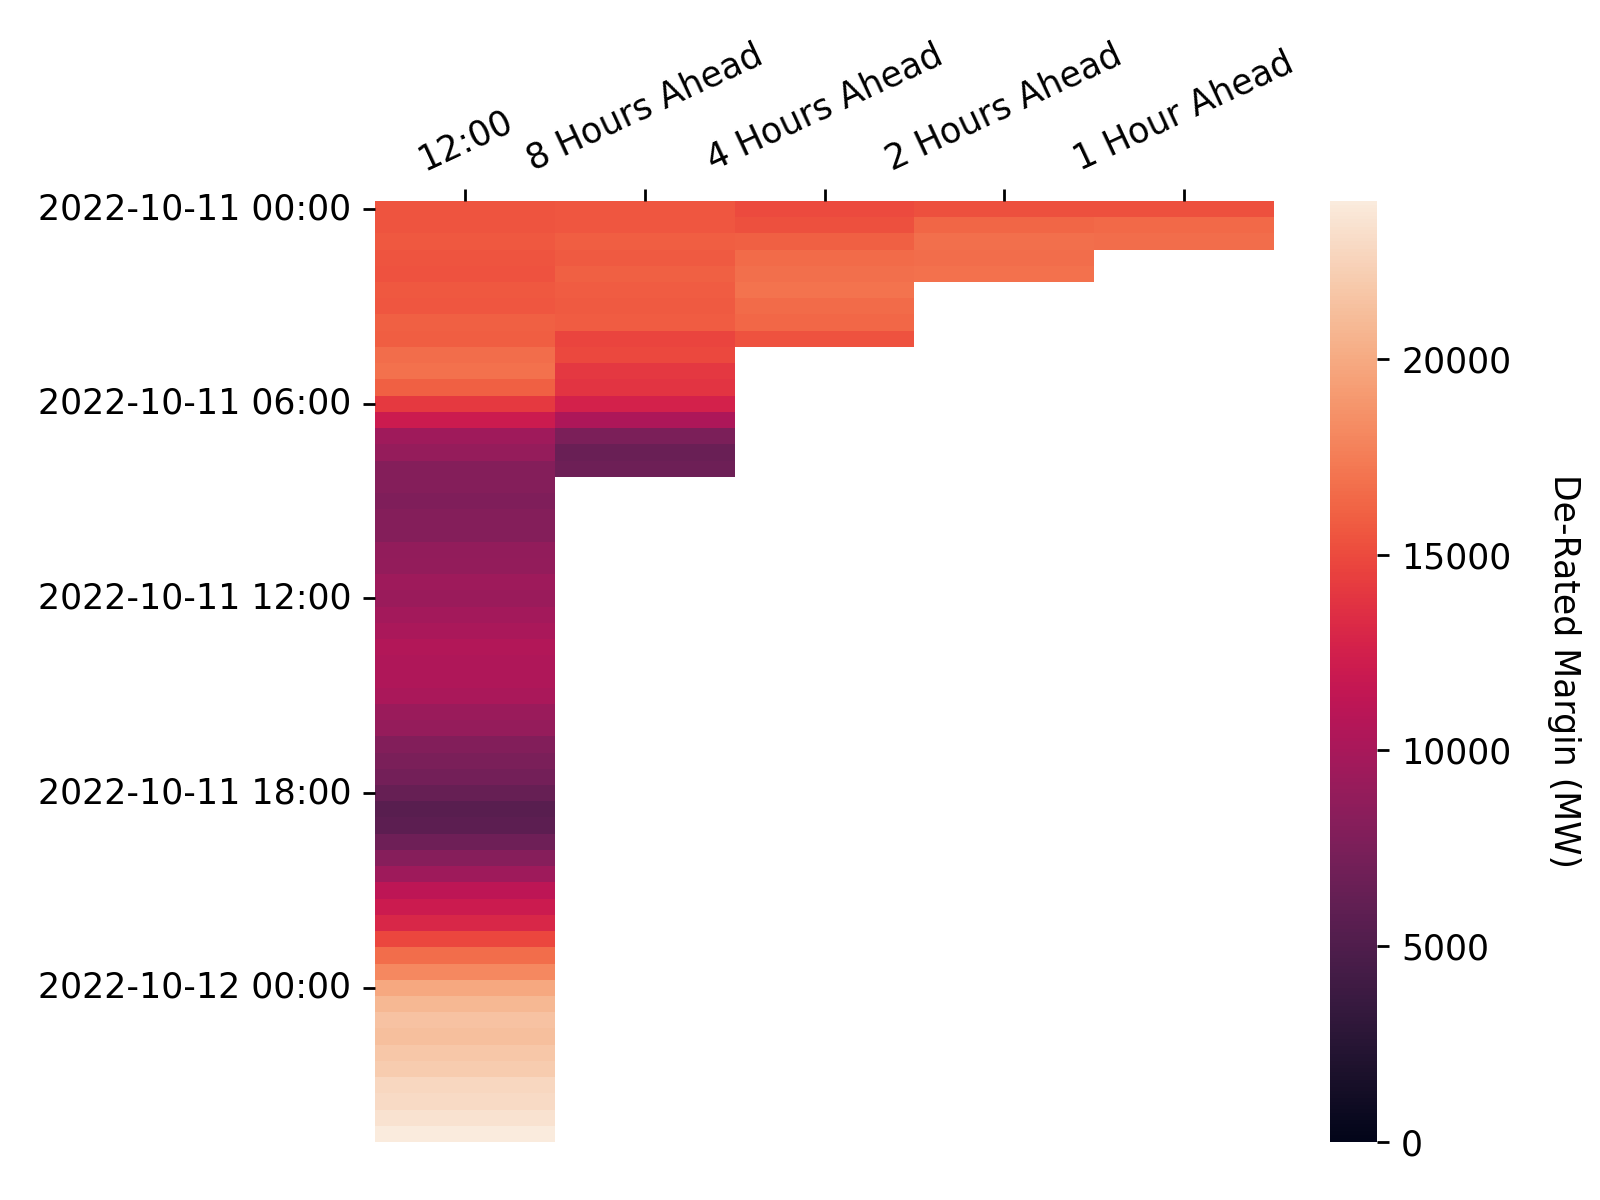 12:00
8 Hours Ahead
4 Hours Ahead
2 Hours Ahead
1 Hour Ahead
2022-10-11 00:00
2022-10-11 06:00
2022-10-11 12:00
2022-10-11 18:00
2022-10-12 00:00
20000
15000
10000
5000
0
De-Rated Margin (MW)